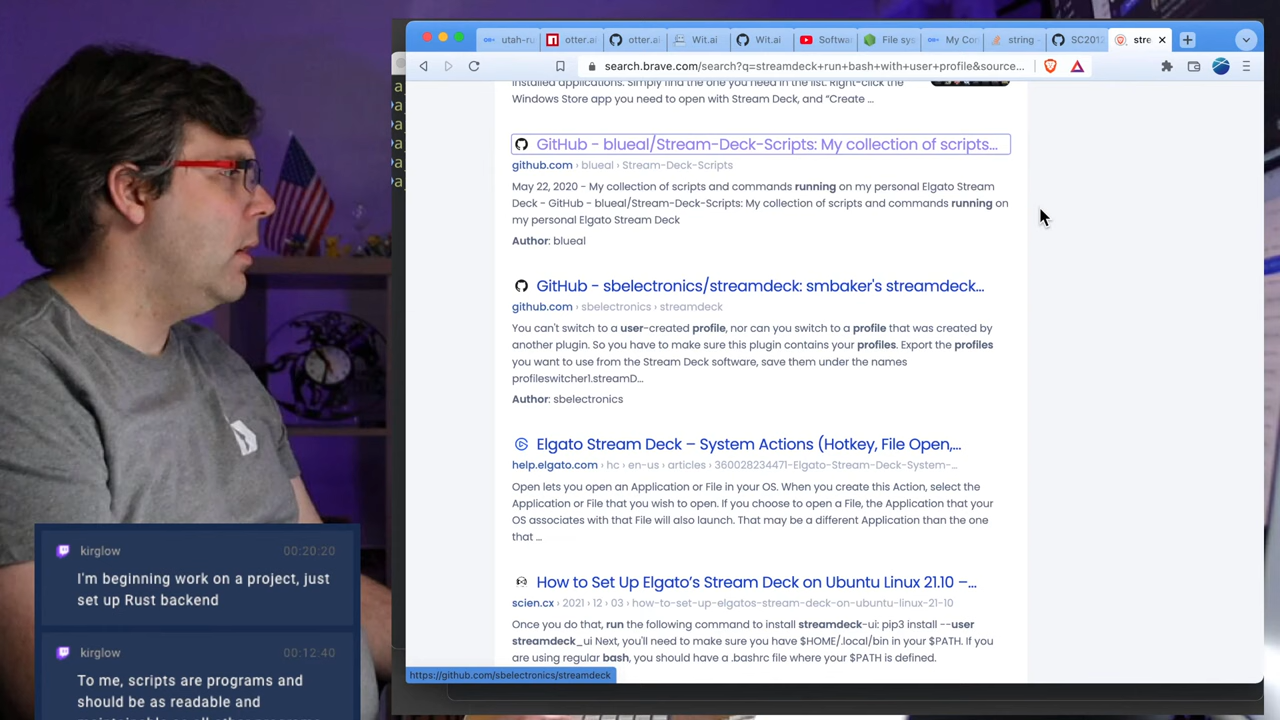 utah-ru
otter.ai
otter.ai
Wit.ai
Wit.ai
Softwa
File sys
My Con
string
SC2012
stre
search.brave.com/search?q=streamdeck+run+bash+with+user+profile&source...
installed applications. Simply find the one you need in the list. Right-click the
Windows Store app you need to open with Stream Deck, and “Create ...
GitHub - blueal/Stream-Deck-Scripts: My collection of scripts...
github.com › blueal › Stream-Deck-Scripts
May 22, 2020 - My collection of scripts and commands running on my personal Elgato Stream
Deck - GitHub - blueal/Stream-Deck-Scripts: My collection of scripts and commands running on
my personal Elgato Stream Deck
Author: blueal
GitHub - sbelectronics/streamdeck: smbaker's streamdeck...
github.com › sbelectronics › streamdeck
You can't switch to a user-created profile, nor can you switch to a profile that was created by
another plugin. So you have to make sure this plugin contains your profiles. Export the profiles
you want to use from the Stream Deck software, save them under the names
profileswitcher1.streamD...
Author: sbelectronics
Elgato Stream Deck – System Actions (Hotkey, File Open,...
help.elgato.com › hc › en-us › articles › 360028234471-Elgato-Stream-Deck-System-...
Open lets you open an Application or File in your OS. When you create this Action, select the
Application or File that you wish to open. If you choose to open a File, the Application that your
OS associates with that File will also launch. That may be a different Application than the one
that ...
How to Set Up Elgato’s Stream Deck on Ubuntu Linux 21.10 –...
scien.cx › 2021 › 12 › 03 › how-to-set-up-elgatos-stream-deck-on-ubuntu-linux-21-10
Once you do that, run the following command to install streamdeck-ui: pip3 install --user
streamdeck_ui Next, you'll need to make sure you have $HOME/.local/bin in your $PATH. If you
are using regular bash, you should have a .bashrc file where your $PATH is defined.
https://github.com/sbelectronics/streamdeck
kirglow 00:20:20
I'm beginning work on a project, just
set up Rust backend
kirglow 00:12:40
To me, scripts are programs and
should be as readable and